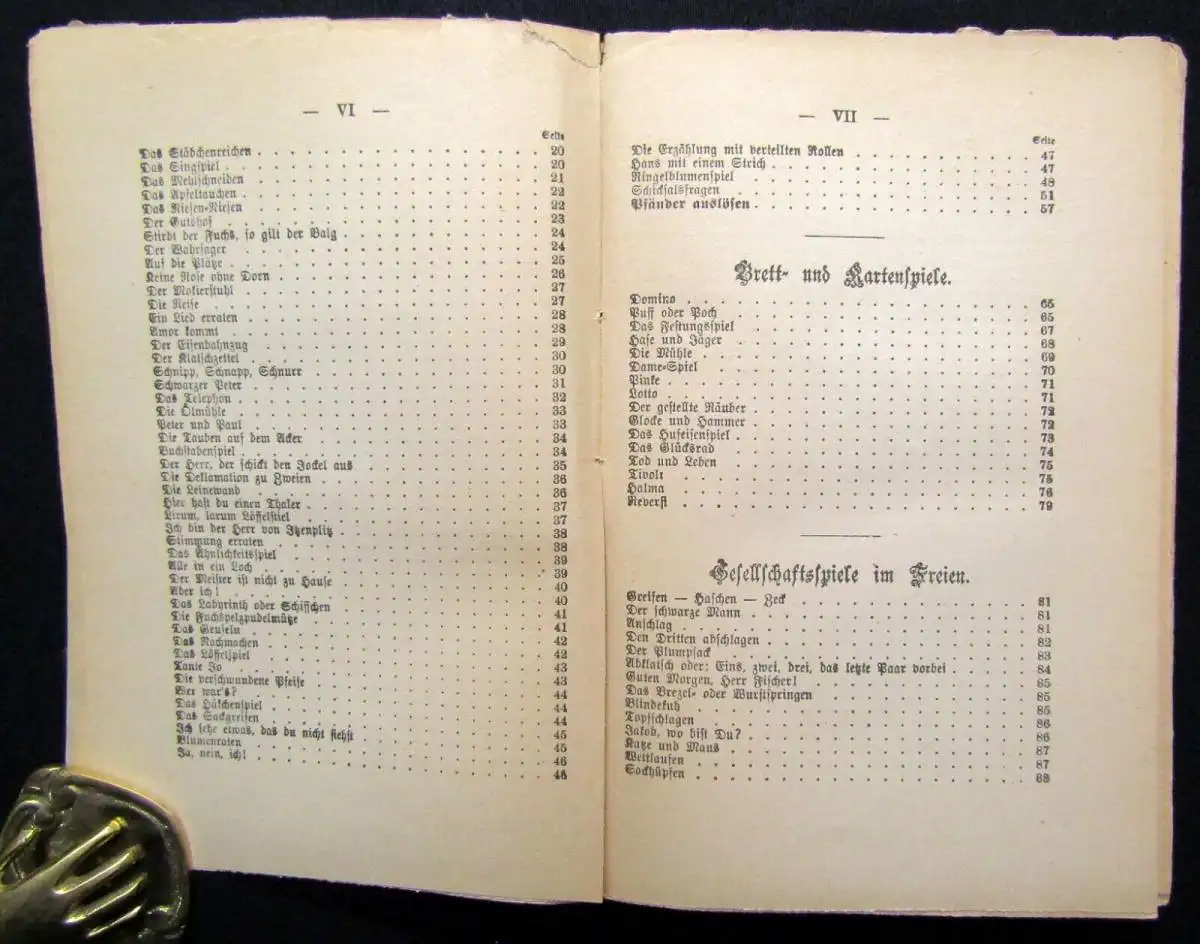 — VI —
Seite
Das Stäbchenreichen . . . 20
Das Singspiel . . . 20
Das Mehlschneiden . . . 21
Das Apfeltauchen . . . 22
Das Riesen-Niesen . . . 22
Der Gutshof . . . 23
Stirbt der Fuchs, so gilt der Balg . . . 24
Der Wahrsager . . . 24
Auf die Plätze . . . 25
Keine Rose ohne Dorn . . . 26
Der Mokierstuhl . . . 27
Die Reise . . . 27
Ein Lied erraten . . . 28
Amor kommt . . . 28
Der Eisenbahnzug . . . 29
Der Klatschzettel . . . 30
Schnipp, Schnapp, Schnurr . . . 30
Schwarzer Peter . . . 31
Das Telephon . . . 32
Die Ölmühle . . . 33
Peter und Paul . . . 33
Die Tauben auf dem Acker . . . 34
Buchstabenspiel . . . 34
Der Herr, der schickt den Jockel aus . . . 35
Die Deklamation zu Zweien . . . 36
Die Leinewand . . . 36
Hier hast du einen Thaler . . . 37
Lirum, larum Löffelstiel . . . 37
Ich bin der Herr von Itzenplitz . . . 38
Stimmung erraten . . . 38
Das Ähnlichkeitsspiel . . . 39
Alle in ein Loch . . . 39
Der Meister ist nicht zu Hause . . . 40
Aber ich! . . . 40
Das Labyrinth oder Schiffchen . . . 41
Die Fuchspelzpudelmütze . . . 41
Das Gruseln . . . 42
Das Nachmachen . . . 42
Das Löffelspiel . . . 43
Tante Jo . . . 43
Die verschwundene Pfeife . . . 44
Wer war's? . . . 44
Das Häkchenspiel . . . 44
Das Sackgreifen . . . 45
Ich sehe etwas, das du nicht siehst . . . 45
Blumenraten . . . 46
Ja, nein, ich! . . . 46
— VII —
Seite
Die Erzählung mit verteilten Rollen . . . 47
Hans mit einem Strich . . . 47
Ringelblumenspiel . . . 48
Schicksalsfragen . . . 51
Pfänder auslösen . . . 57
Brett- und Kartenspiele.
Domino . . . 65
Puff oder Poch . . . 65
Das Festungsspiel . . . 67
Hase und Jäger . . . 68
Die Mühle . . . 69
Dame-Spiel . . . 70
Pinke . . . 71
Lotto . . . 71
Der gestellte Räuber . . . 72
Glocke und Hammer . . . 72
Das Hufeisenspiel . . . 73
Das Glücksrad . . . 74
Tod und Leben . . . 75
Tivoli . . . 75
Halma . . . 76
Reversi . . . 79
Gesellschaftsspiele im Freien.
Greifen — Haschen — Zeck . . . 81
Der schwarze Mann . . . 81
Anschlag . . . 81
Den Dritten abschlagen . . . 82
Der Plumpsack . . . 83
Abklatsch oder: Eins, zwei, drei, das letzte Paar vorbei . . . 84
Guten Morgen, Herr Fischer! . . . 85
Das Brezel- oder Wurstspringen . . . 85
Blindekuh . . . 85
Topfschlagen . . . 86
Jakob, wo bist Du? . . . 86
Katze und Maus . . . 87
Wettlaufen . . . 87
Sackhüpfen . . . 88